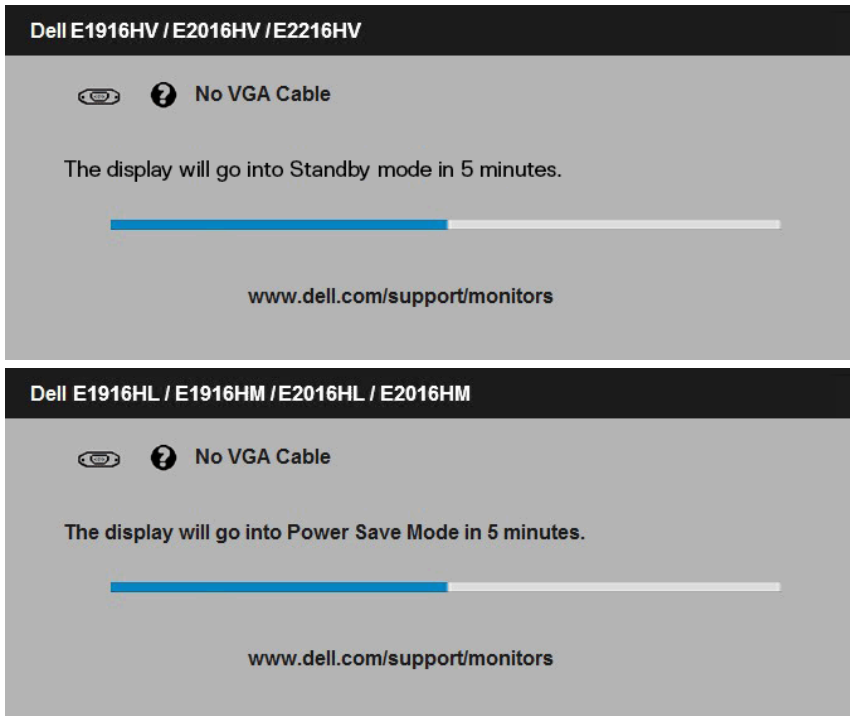 Dell E1916HV / E2016HV / E2216HV
No VGA Cable
The display will go into Standby mode in 5 minutes.
www.dell.com/support/monitors
Dell E1916HL / E1916HM / E2016HL / E2016HM
No VGA Cable
The display will go into Power Save Mode in 5 minutes.
www.dell.com/support/monitors